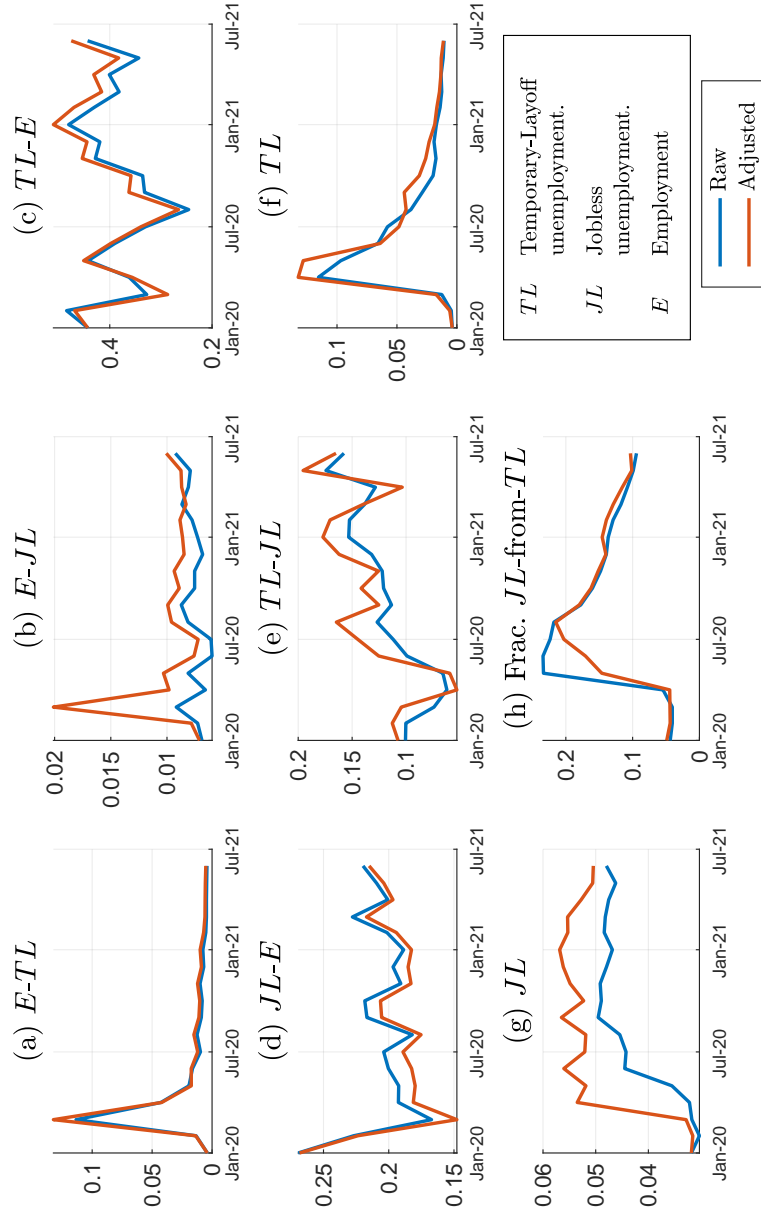 (a) E-TL
0.1
0.05
0
Jan-20 Jul-20 Jan-21 Jul-21
(b) E-JL
0.02
0.015
0.01
Jan-20 Jul-20 Jan-21 Jul-21
(c) TL-E
0.4
0.2
Jan-20 Jul-20 Jan-21 Jul-21
(d) JL-E
0.25
0.2
0.15
Jan-20 Jul-20 Jan-21 Jul-21
(e) TL-JL
0.2
0.15
0.1
Jan-20 Jul-20 Jan-21 Jul-21
(f) TL
0.1
0.05
0
Jan-20 Jul-20 Jan-21 Jul-21
(g) JL
0.06
0.05
0.04
Jan-20 Jul-20 Jan-21 Jul-21
(h) Frac. JL-from-TL
0.2
0.1
0
Jan-20 Jul-20 Jan-21 Jul-21
TL Temporary-Layoff
unemployment.
JL Jobless
unemployment.
E Employment
Raw
Adjusted